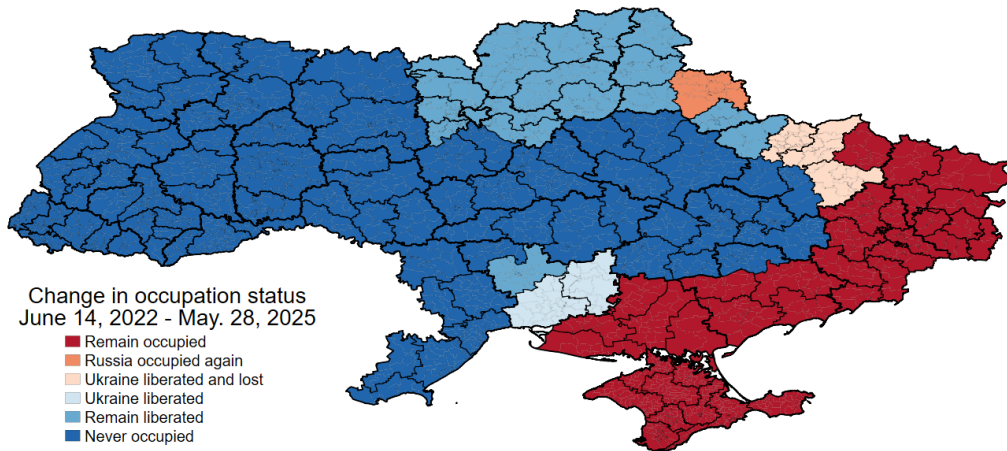 Change in occupation status
June 14, 2022 - May. 28, 2025
Remain occupied
Russia occupied again
Ukraine liberated and lost
Ukraine liberated
Remain liberated
Never occupied